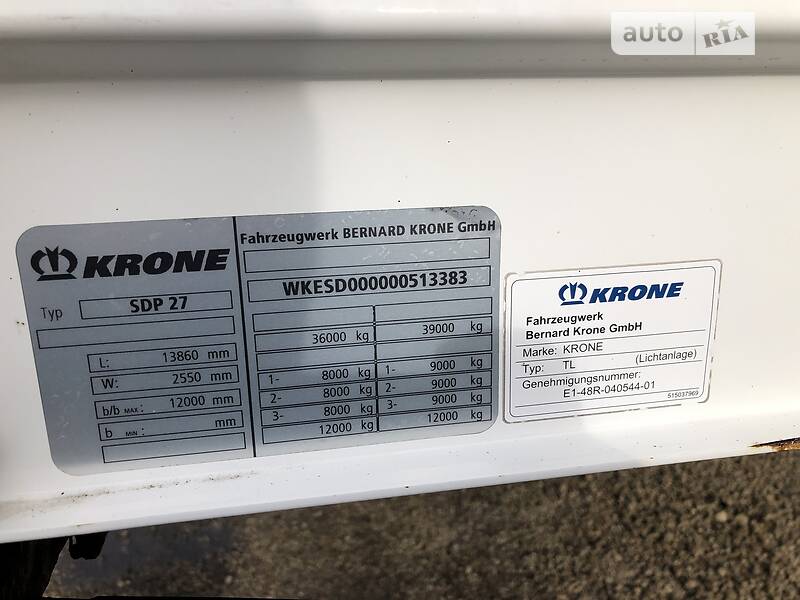 auto RIA
KRONE
Typ SDP 27
L: 13860 mm
W: 2550 mm
b/b MAX: 12000 mm
b MIN: mm
Fahrzeugwerk BERNARD KRONE GmbH
WKESD000000513383
36000 kg 39000 kg
1- 8000 kg 1- 9000 kg
2- 8000 kg 2- 9000 kg
3- 8000 kg 3- 9000 kg
12000 kg 12000 kg
KRONE
Fahrzeugwerk
Bernard Krone GmbH
Marke: KRONE
Typ: TL (Lichtanlage)
Genehmigungsnummer:
E1-48R-040544-01
515037969